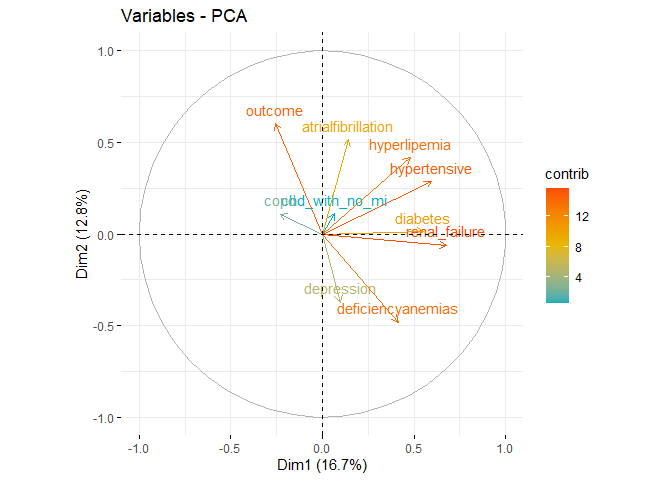 Variables - PCA
1.0
0.5
0.0
-0.5
-1.0
Dim2 (12.8%)
outcome
atrialfibrillation
hyperlipemia
hypertensive
copd
chd_with_no_mi
diabetes
renal_failure
depression
deficiencyanemias
-1.0
-0.5
0.0
0.5
1.0
Dim1 (16.7%)
contrib
12
8
4